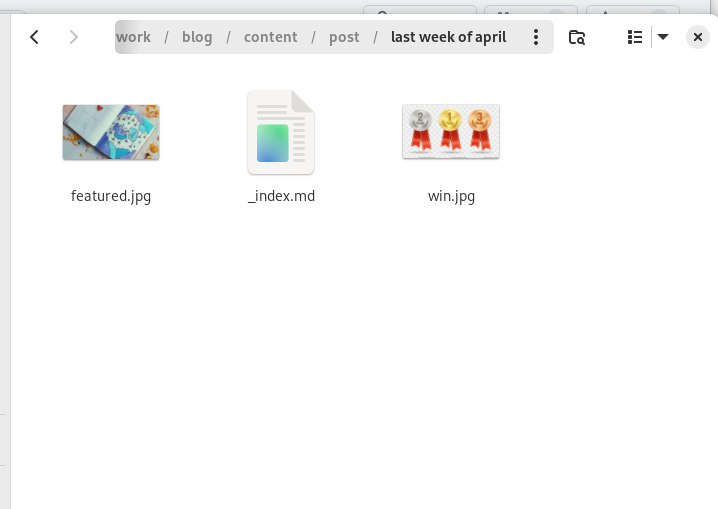 work / blog / content / post / last week of april
featured.jpg
_index.md
win.jpg